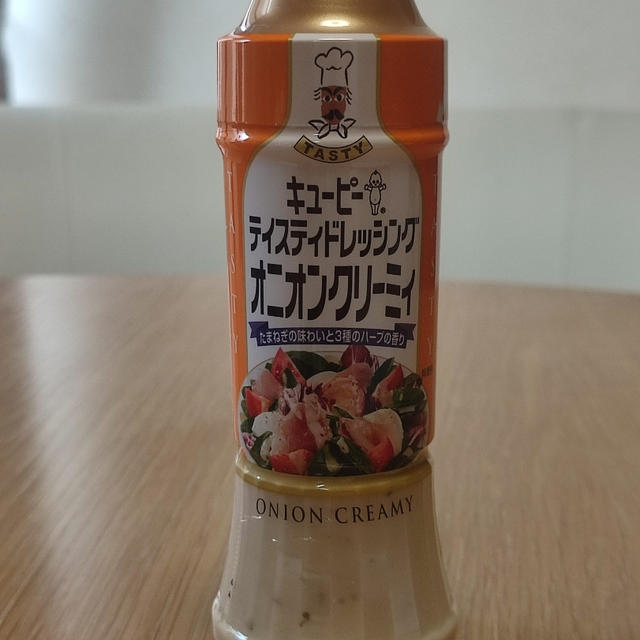 TASTY
キユーピー
テイスティドレッシング
オニオンクリーミィ
たまねぎの味わいと3種のハーブの香り
ONION CREAMY
TASTY
TASTY